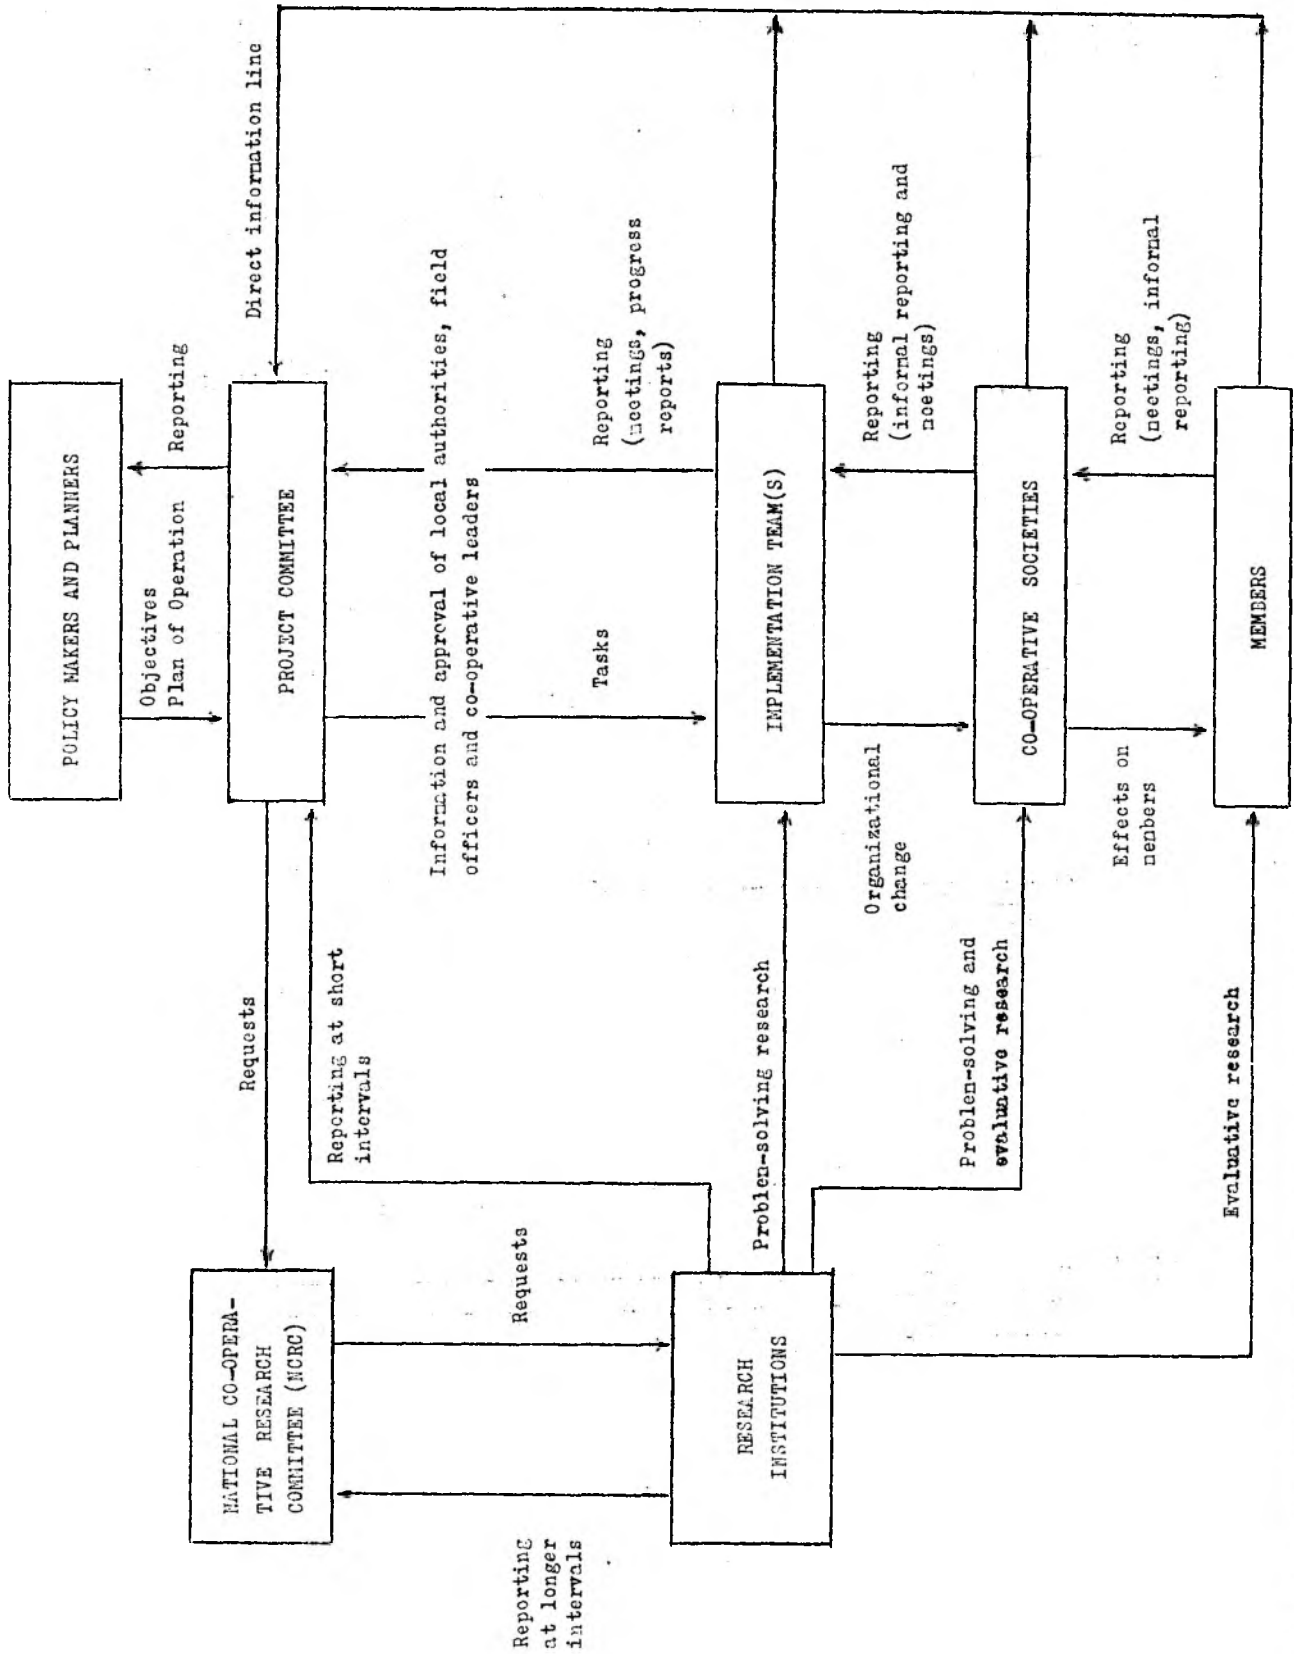 POLICY MAKERS AND PLANNERS
Objectives
Plan of Operation
Reporting
Direct information line
NATIONAL CO-OPERA-
TIVE RESEARCH
COMMITTEE (NCRC)
Requests
PROJECT COMMITTEE
Reporting at short
intervals
Information and approval of local authorities, field
officers and co-operative leaders
Reporting
at longer
intervals
Requests
Tasks
Reporting
(meetings, progress
reports)
RESEARCH
INSTITUTIONS
Problem-solving research
IMPLEMENTATION TEAM(S)
Organizational
change
Reporting
(informal reporting and
meetings)
Problem-solving and
evaluative research
CO-OPERATIVE SOCIETIES
Effects on
members
Reporting
(meetings, informal
reporting)
Evaluative research
MEMBERS